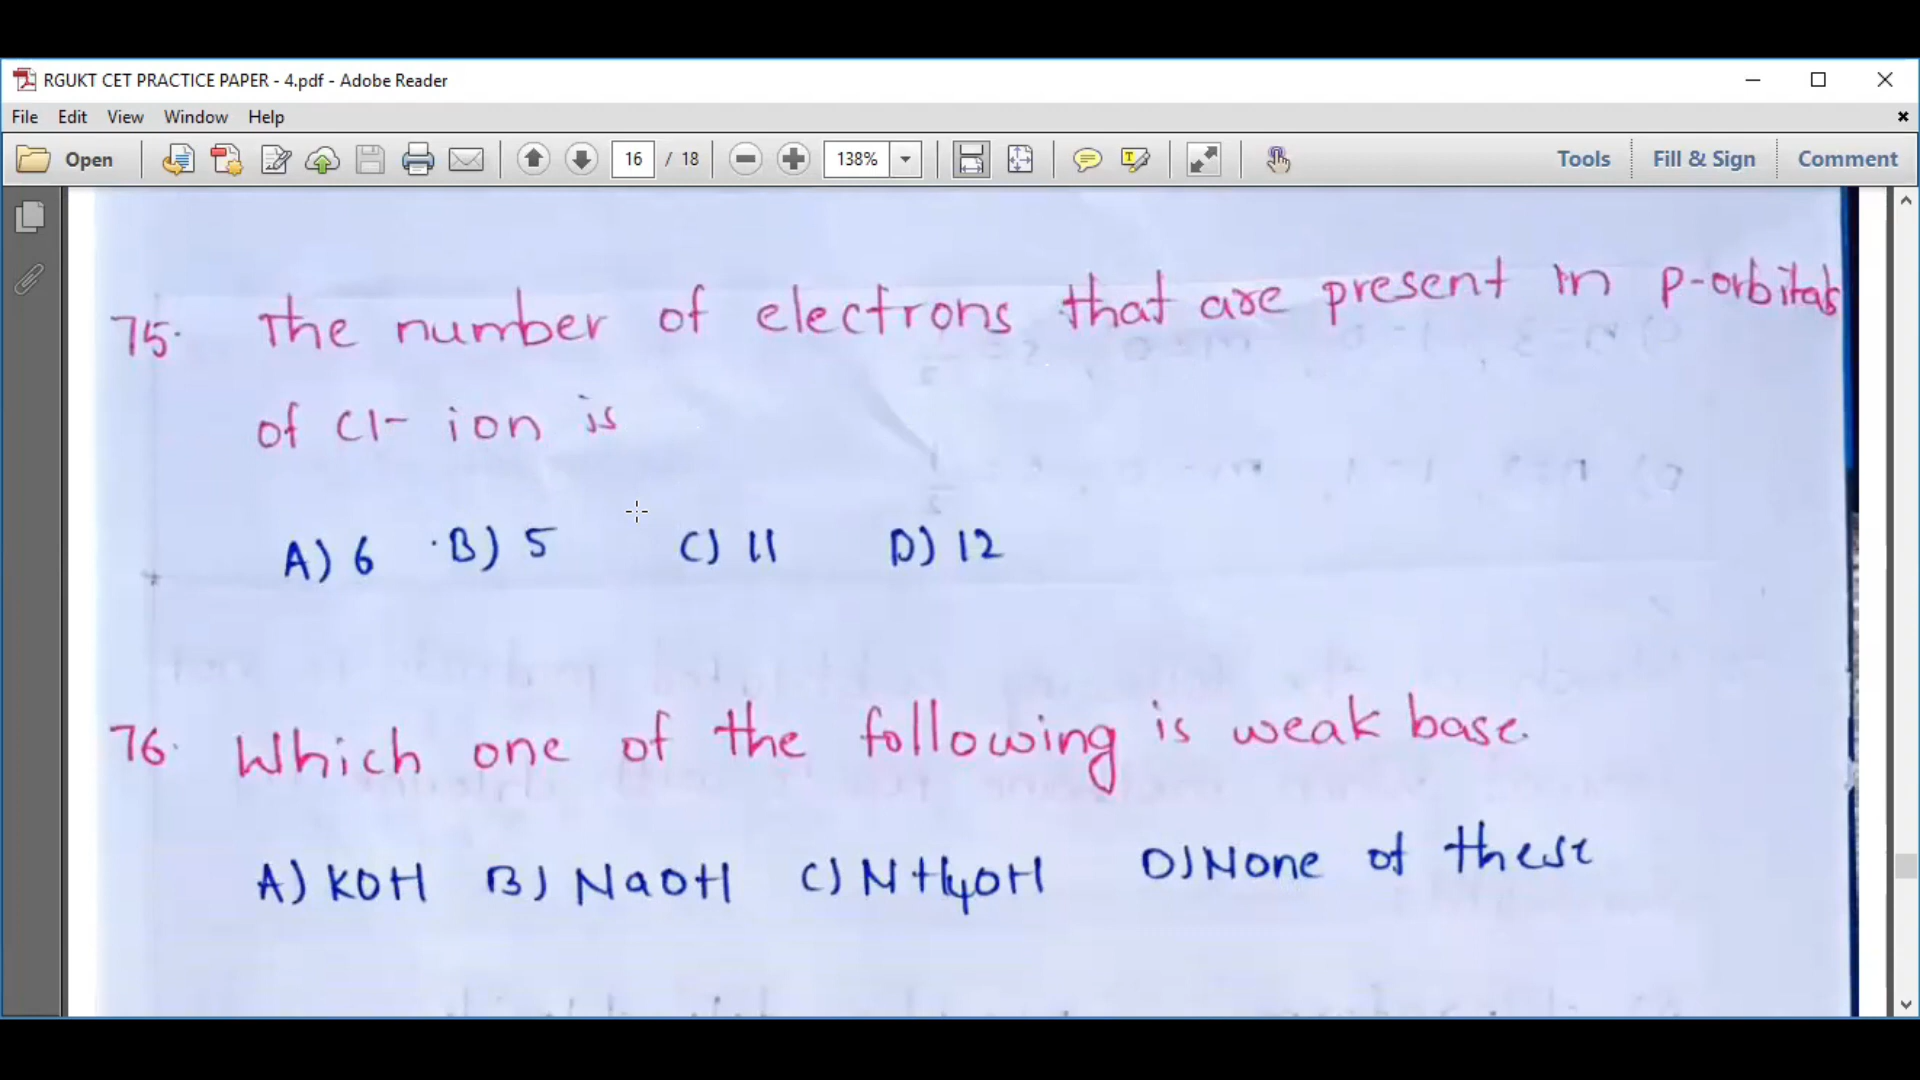 RGUKT CET PRACTICE PAPER - 4.pdf - Adobe Reader
File Edit View Window Help
Open 16 / 18 138% Tools Fill & Sign Comment
75. The number of electrons that are present in p-orbitals
of Cl- ion is
A) 6 B) 5 C) 11 D) 12
76. Which one of the following is weak base.
A) KOH B) NaOH C) NH4OH D) None of these